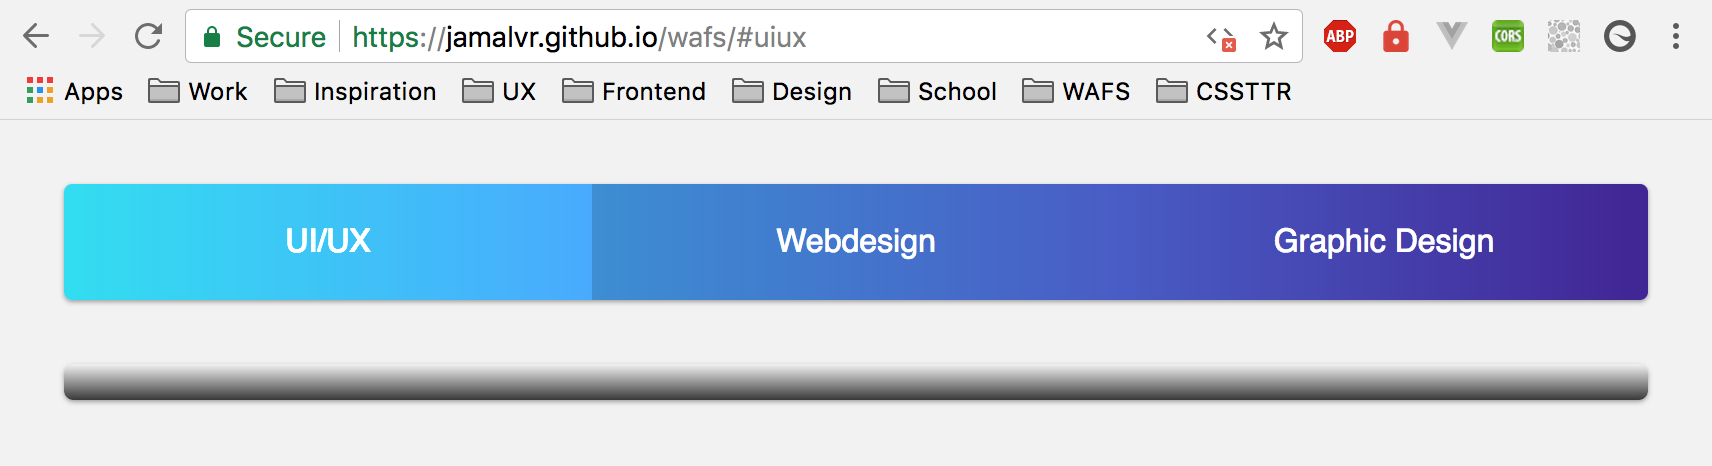 Secure https://jamalvr.github.io/wafs/#uiux ABP CORS
Apps Work Inspiration UX Frontend Design School WAFS CSSTTR
UI/UX Webdesign Graphic Design